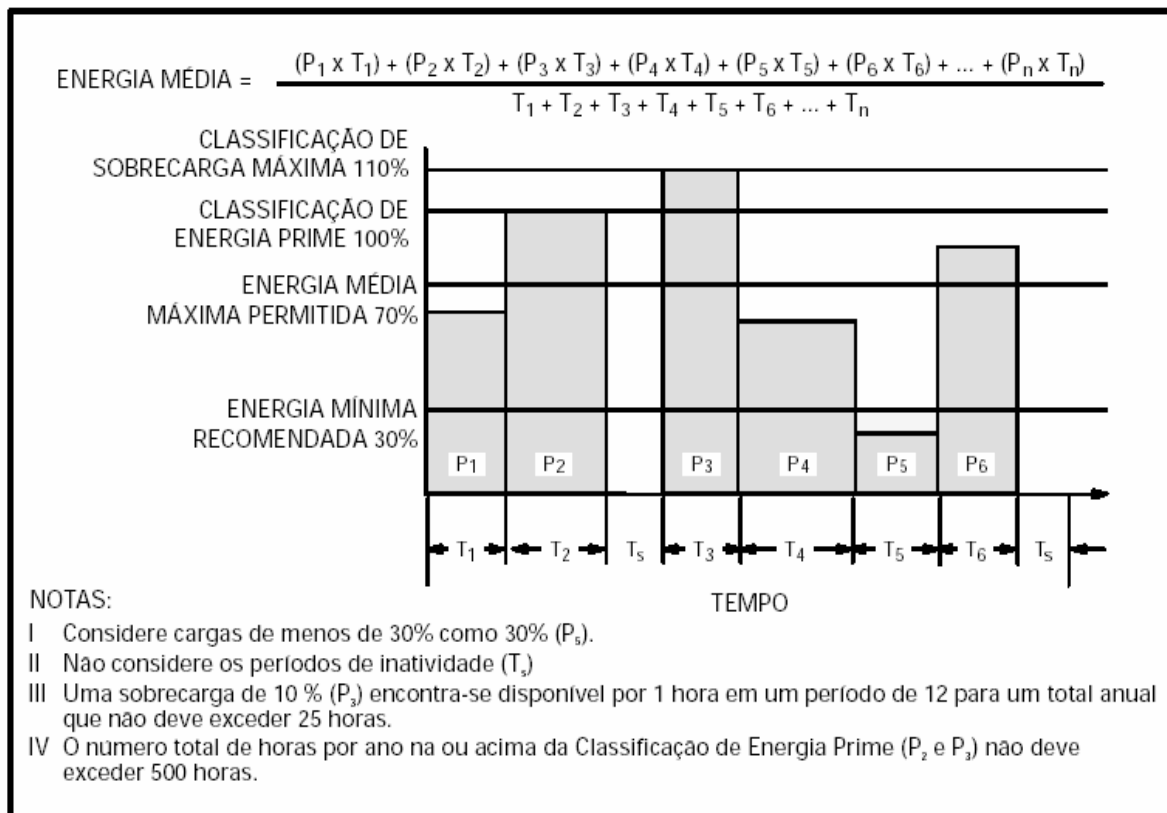 ENERGIA MÉDIA = (P1 x T1) + (P2 x T2) + (P3 x T3) + (P4 x T4) + (P5 x T5) + (P6 x T6) + ... + (Pn x Tn)
T1 + T2 + T3 + T4 + T5 + T6 + ... + Tn
CLASSIFICAÇÃO DE
SOBRECARGA MÁXIMA 110%
CLASSIFICAÇÃO DE
ENERGIA PRIME 100%
ENERGIA MÉDIA
MÁXIMA PERMITIDA 70%
ENERGIA MÍNIMA
RECOMENDADA 30%
P1 P2 P3 P4 P5 P6
T1 T2 Ts T3 T4 T5 T6 Ts
TEMPO
NOTAS:
I Considere cargas de menos de 30% como 30% (P5).
II Não considere os períodos de inatividade (Ts)
III Uma sobrecarga de 10 % (P3) encontra-se disponível por 1 hora em um período de 12 para um total anual
que não deve exceder 25 horas.
IV O número total de horas por ano na ou acima da Classificação de Energia Prime (P2 e P3) não deve
exceder 500 horas.